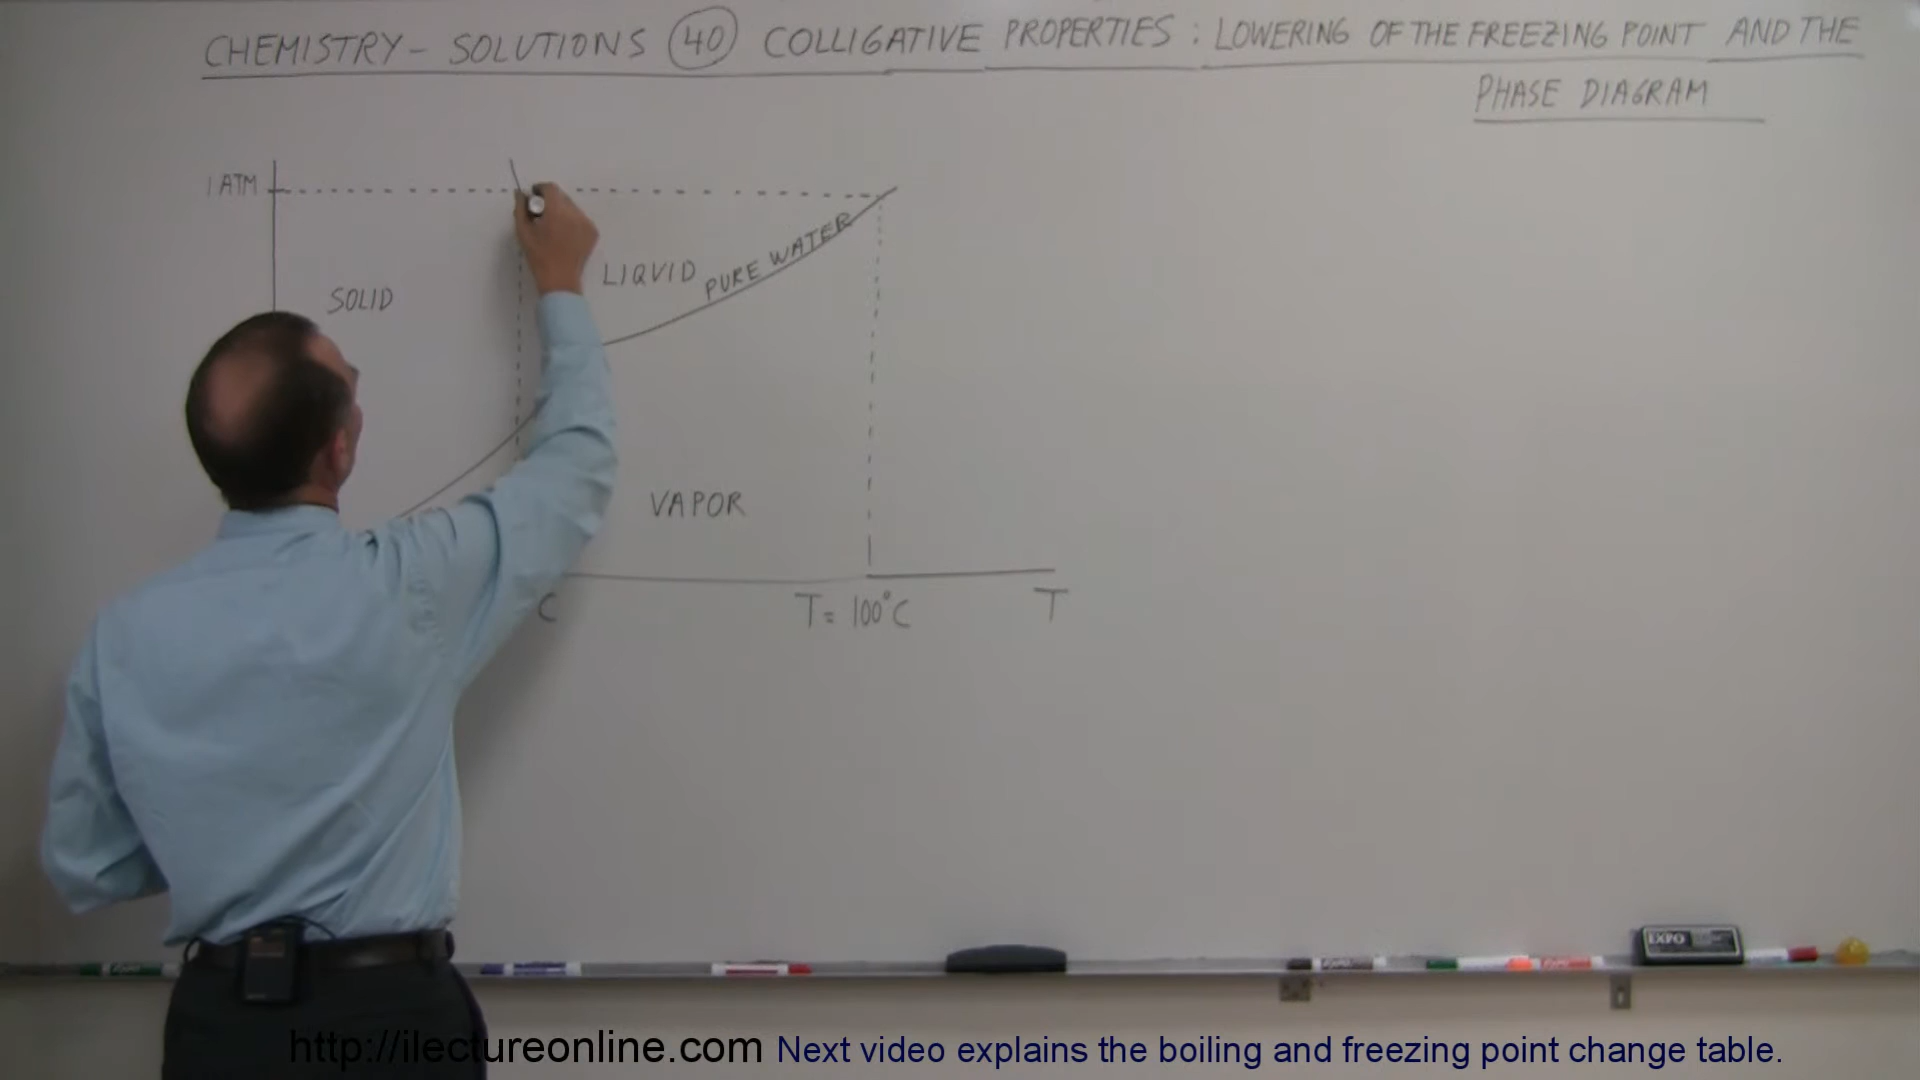 CHEMISTRY - SOLUTIONS 40 COLLIGATIVE PROPERTIES : LOWERING OF THE FREEZING POINT AND THE
PHASE DIAGRAM
1 ATM
LIQUID
PURE WATER
SOLID
VAPOR
C
T = 100°C
T
EXPO
http://ilectureonline.com Next video explains the boiling and freezing point change table.